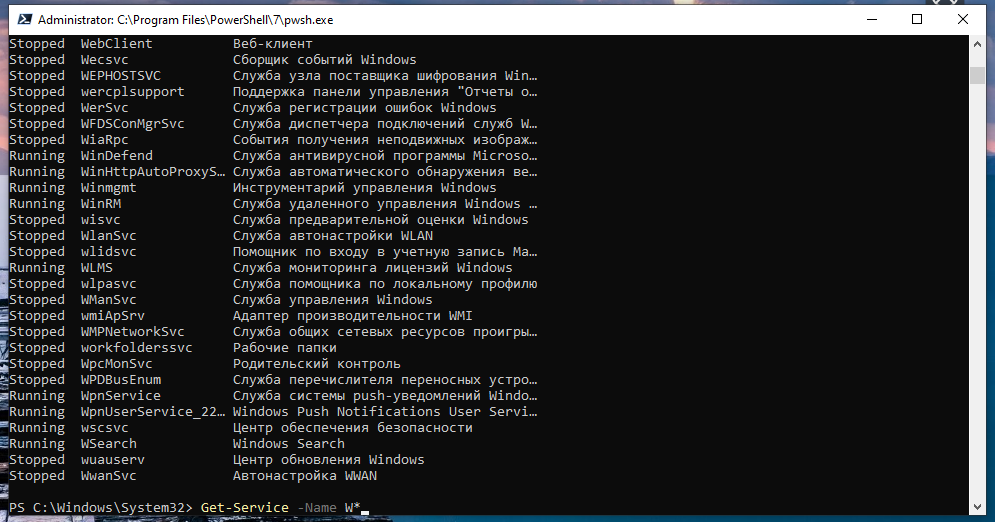 Administrator: C:\Program Files\PowerShell\7\pwsh.exe
Stopped WebClient Веб-клиент
Stopped Wecsvc Сборщик событий Windows
Stopped WEPHOSTSVC Служба узла поставщика шифрования Win…
Stopped wercplsupport Поддержка панели управления "Отчеты о…
Stopped WerSvc Служба регистрации ошибок Windows
Stopped WFDSConMgrSvc Служба диспетчера подключений служб W…
Stopped WiaRpc События получения неподвижных изображ…
Running WinDefend Служба антивирусной программы Microso…
Running WinHttpAutoProxyS… Служба автоматического обнаружения ве…
Running Winmgmt Инструментарий управления Windows
Running WinRM Служба удаленного управления Windows …
Stopped wisvc Служба предварительной оценки Windows
Stopped WlanSvc Служба автонастройки WLAN
Stopped wlidsvc Помощник по входу в учетную запись Ma…
Running WLMS Служба мониторинга лицензий Windows
Stopped wlpasvc Служба помощника по локальному профилю
Stopped WManSvc Служба управления Windows
Stopped wmiApSrv Адаптер производительности WMI
Stopped WMPNetworkSvc Служба общих сетевых ресурсов проигры…
Stopped workfolderssvc Рабочие папки
Stopped WpcMonSvc Родительский контроль
Stopped WPDBusEnum Служба перечислителя переносных устро…
Running WpnService Служба системы push-уведомлений Windo…
Running WpnUserService_22… Windows Push Notifications User Servi…
Running wscsvc Центр обеспечения безопасности
Running WSearch Windows Search
Stopped wuauserv Центр обновления Windows
Stopped WwanSvc Автонастройка WWAN
PS C:\Windows\System32> Get-Service -Name W*